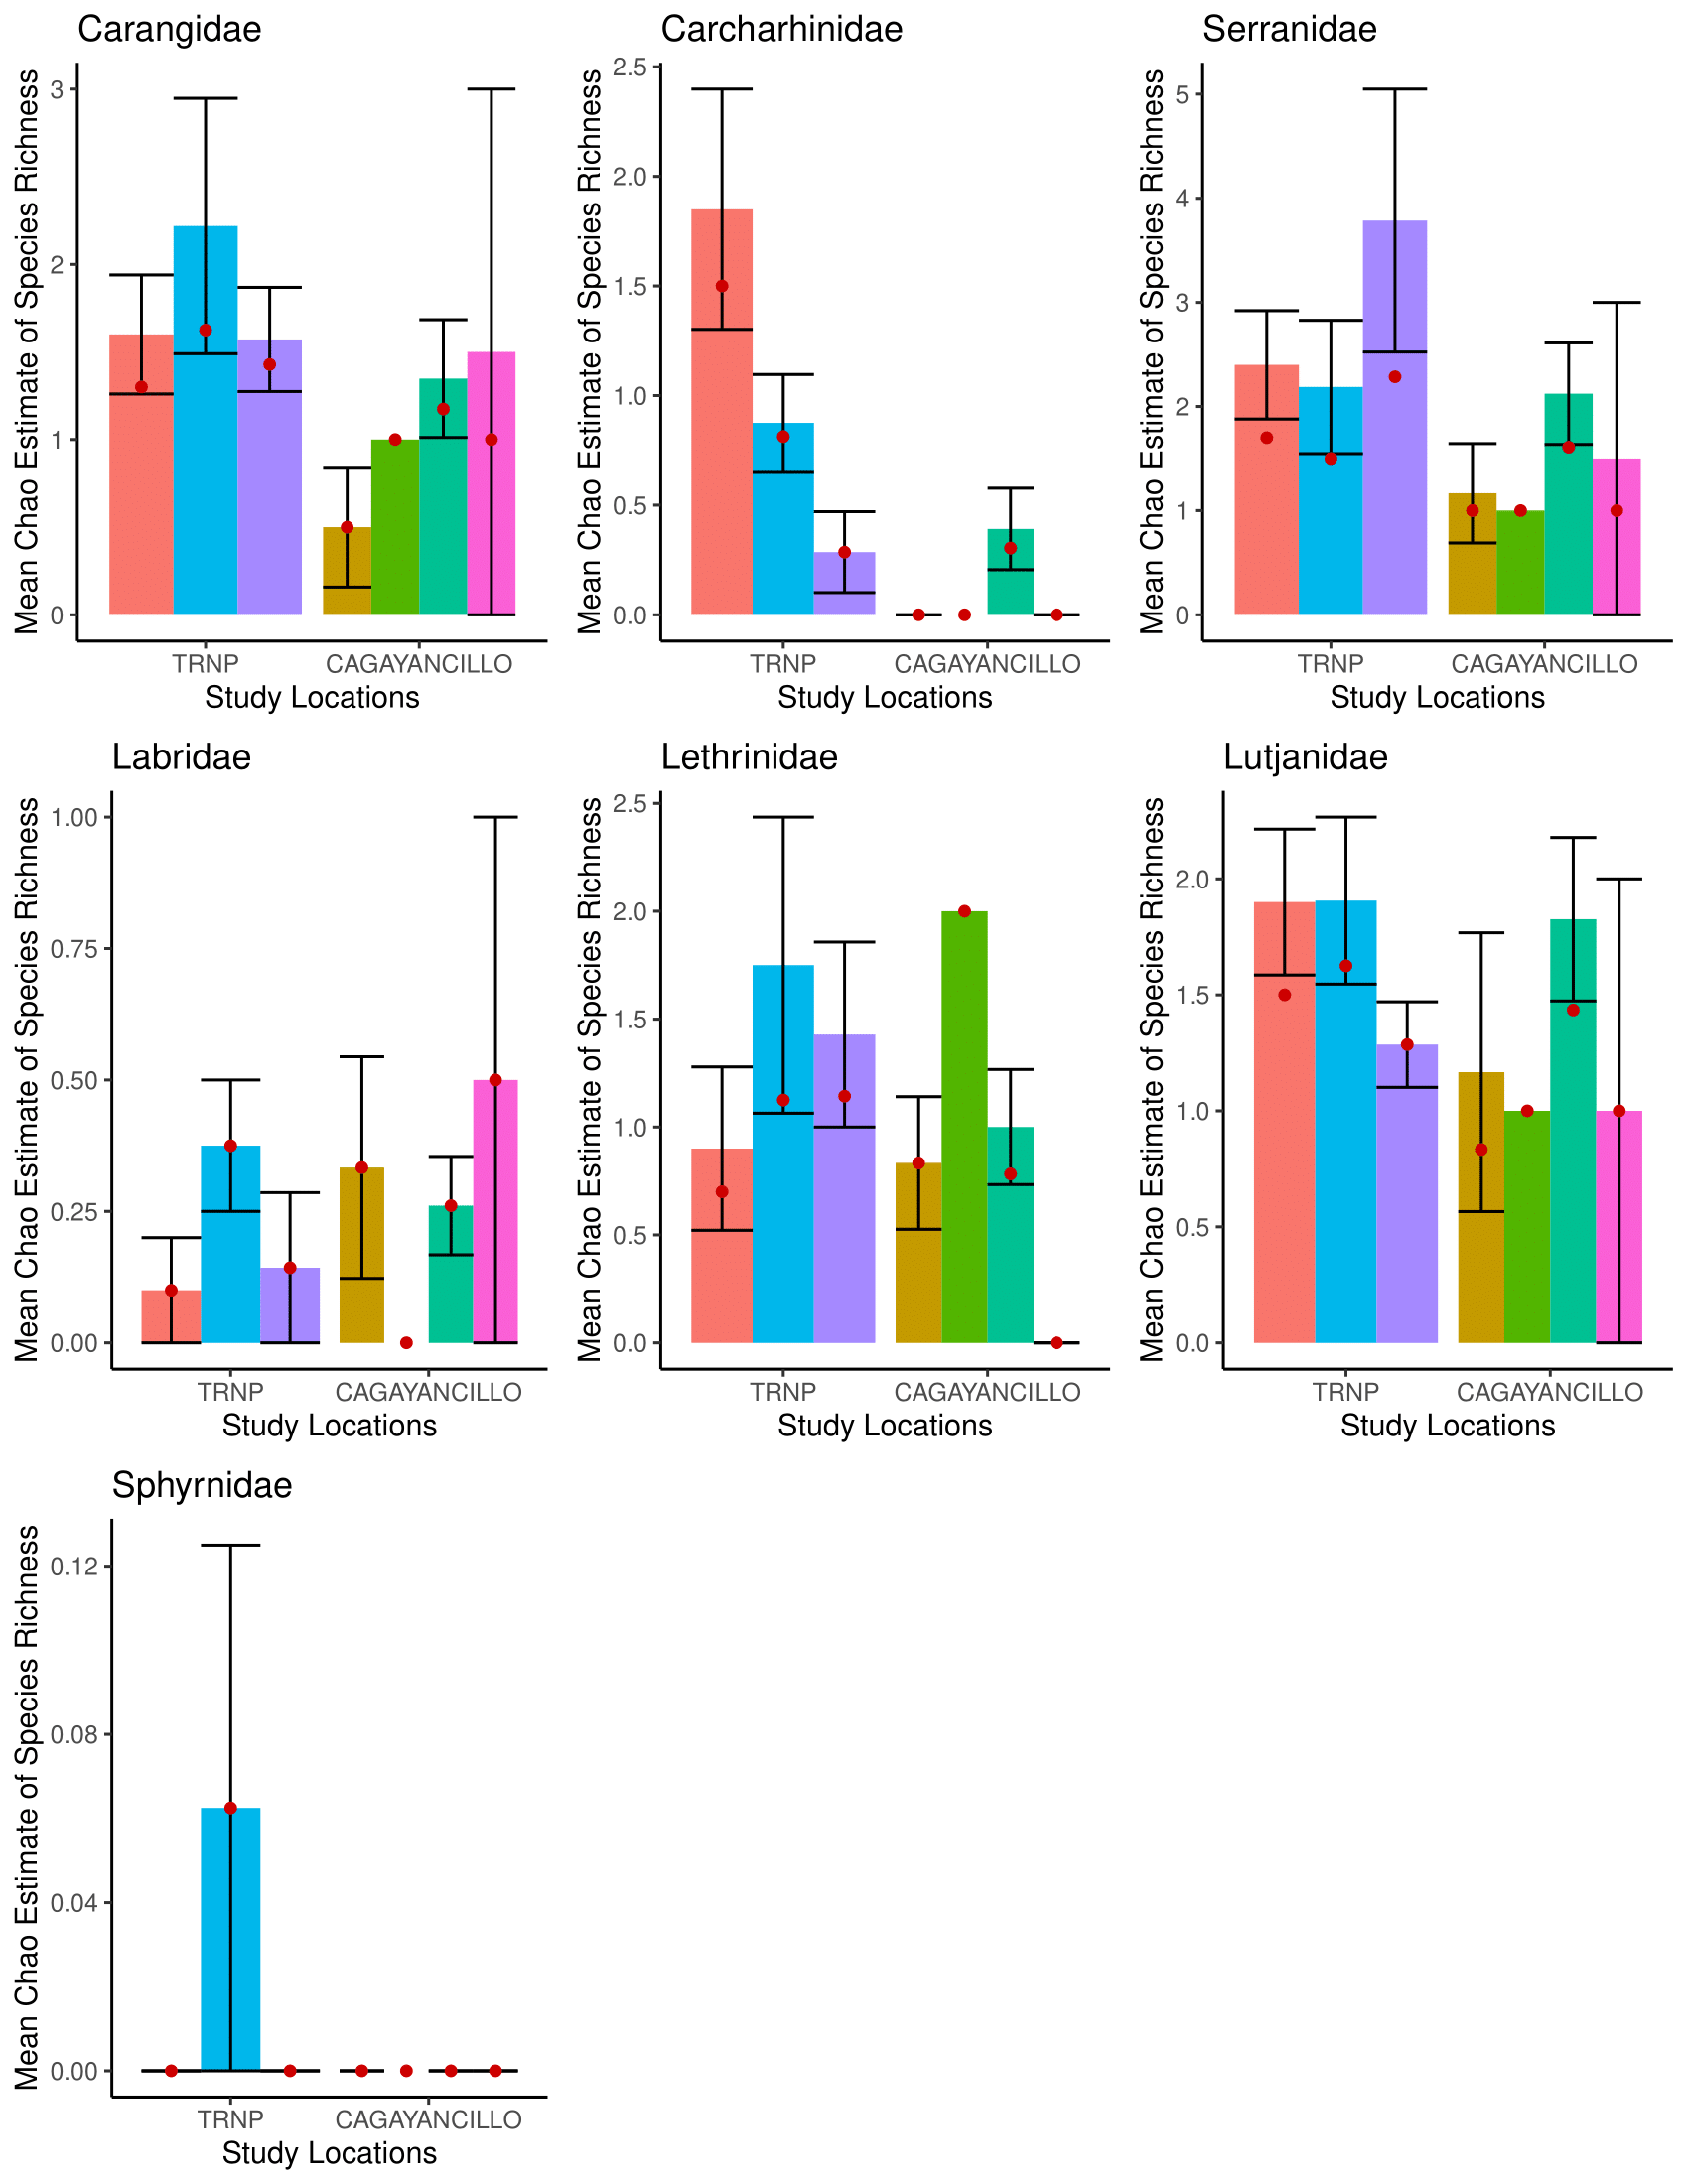 Carangidae
Mean Chao Estimate of Species Richness
3
2
1
0
TRNP
CAGAYANCILLO
Study Locations
Carcharhinidae
Mean Chao Estimate of Species Richness
2.5
2.0
1.5
1.0
0.5
0.0
TRNP
CAGAYANCILLO
Study Locations
Serranidae
Mean Chao Estimate of Species Richness
5
4
3
2
1
0
TRNP
CAGAYANCILLO
Study Locations
Labridae
Mean Chao Estimate of Species Richness
1.00
0.75
0.50
0.25
0.00
TRNP
CAGAYANCILLO
Study Locations
Lethrinidae
Mean Chao Estimate of Species Richness
2.5
2.0
1.5
1.0
0.5
0.0
TRNP
CAGAYANCILLO
Study Locations
Lutjanidae
Mean Chao Estimate of Species Richness
2.0
1.5
1.0
0.5
0.0
TRNP
CAGAYANCILLO
Study Locations
Sphyrnidae
Mean Chao Estimate of Species Richness
0.12
0.08
0.04
0.00
TRNP
CAGAYANCILLO
Study Locations